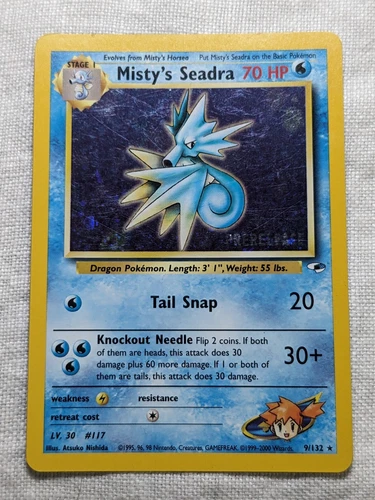 STAGE 1
Evolves from Misty's Horsea Put Misty's Seadra on the Basic Pokémon
Misty's Seadra 70 HP
PRERELEASE
Dragon Pokémon. Length: 3' 1", Weight: 55 lbs.
Tail Snap 20
Knockout Needle Flip 2 coins. If both
of them are heads, this attack does 30
damage plus 60 more damage. If 1 or both of
them are tails, this attack does 30 damage.
30+
weakness resistance
retreat cost
LV. 30 #117
Illus. Atsuko Nishida ©1995, 96, 98 Nintendo, Creatures, GAMEFREAK. ©1999-2000 Wizards. 9/132